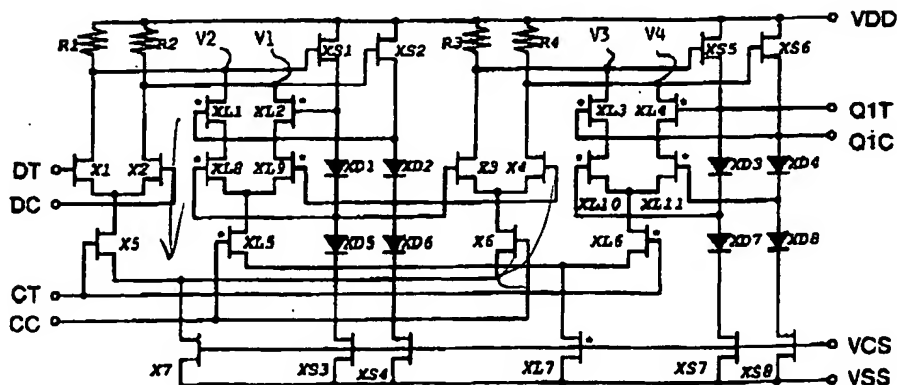 R1 R2 V2 V1 XS1 XS2 R3 R4 V3 V4 XS5 XS6 VDD
XL1 XL2 XL3 XL4 Q1T
Q1C
DT X1 X2 XL8 XL9 XD1 XD2 X3 X4 XD3 XD4
DC XL10 XL11
X5 XL5 XD5 XD6 X6 XL6 XD7 XD8
CT
CC
X7 XS3 XS4 XL7 XS7 XS8 VCS
VSS